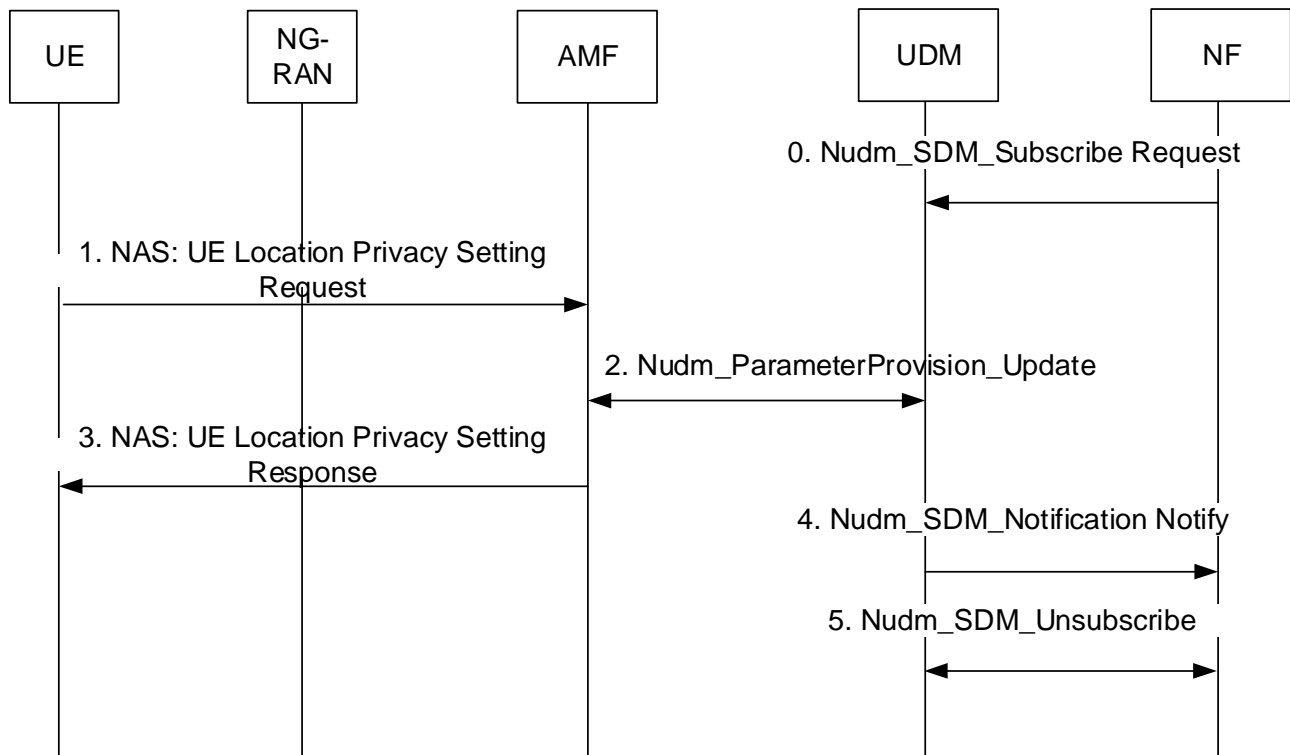 UE
NG-
RAN
AMF
UDM
NF
0. Nudm_SDM_Subscribe Request
1. NAS: UE Location Privacy Setting
Request
2. Nudm_ParameterProvision_Update
3. NAS: UE Location Privacy Setting
Response
4. Nudm_SDM_Notification Notify
5. Nudm_SDM_Unsubscribe